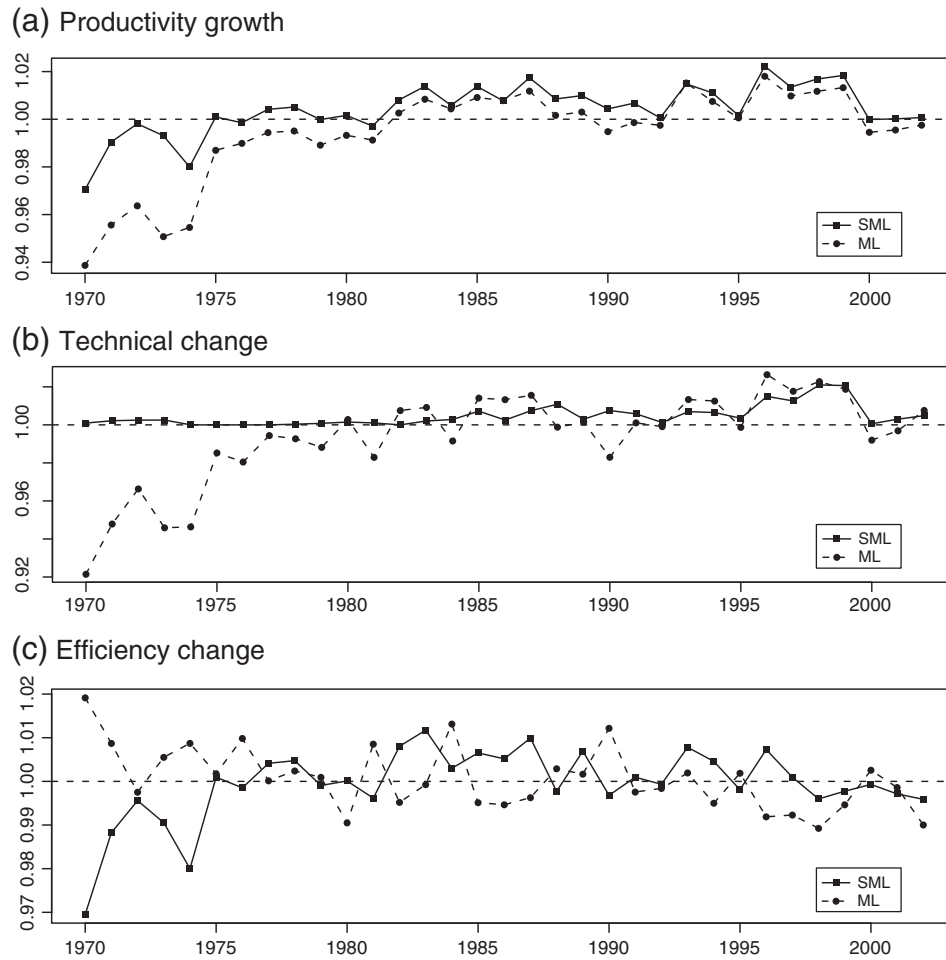 (a) Productivity growth
1.02
1.00
0.98
0.96
0.94
SML
ML
1970 1975 1980 1985 1990 1995 2000
(b) Technical change
1.00
0.96
0.92
SML
ML
1970 1975 1980 1985 1990 1995 2000
(c) Efficiency change
1.02
1.01
1.00
0.99
0.98
0.97
SML
ML
1970 1975 1980 1985 1990 1995 2000